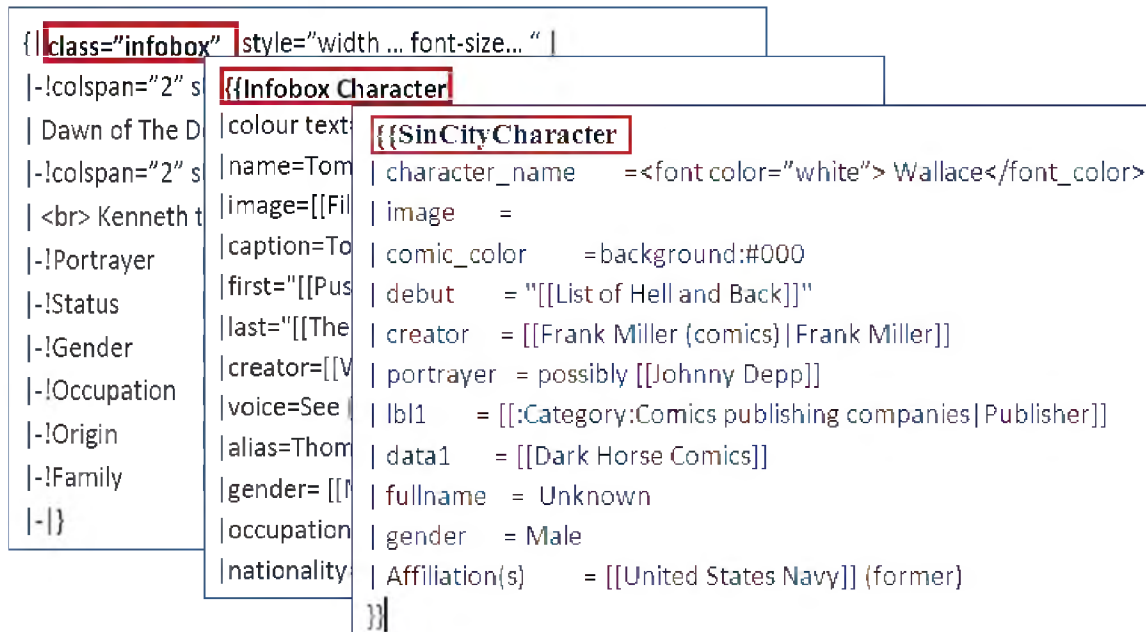 {| class="infobox" style="width ... font-size... " |
|-!colspan="2" s
| Dawn of The D
|-!colspan="2" s
| <br> Kenneth t
|-!Portrayer
|-!Status
|-!Gender
|-!Occupation
|-!Origin
|-!Family
|-|}
{{Infobox Character
|colour text=
|name=Tom
|image=[[Fil
|caption=To
|first="[[Pus
|last="[[The
|creator=[[V
|voice=See
|alias=Thom
|gender= [[M
|occupation
|nationality=
{{SinCityCharacter
| character_name =<font color="white"> Wallace</font_color>
| image =
| comic_color =background:#000
| debut = "[[List of Hell and Back]]"
| creator = [[Frank Miller (comics)|Frank Miller]]
| portrayer = possibly [[Johnny Depp]]
| lbl1 = [[:Category:Comics publishing companies|Publisher]]
| data1 = [[Dark Horse Comics]]
| fullname = Unknown
| gender = Male
| Affiliation(s) = [[United States Navy]] (former)
}}